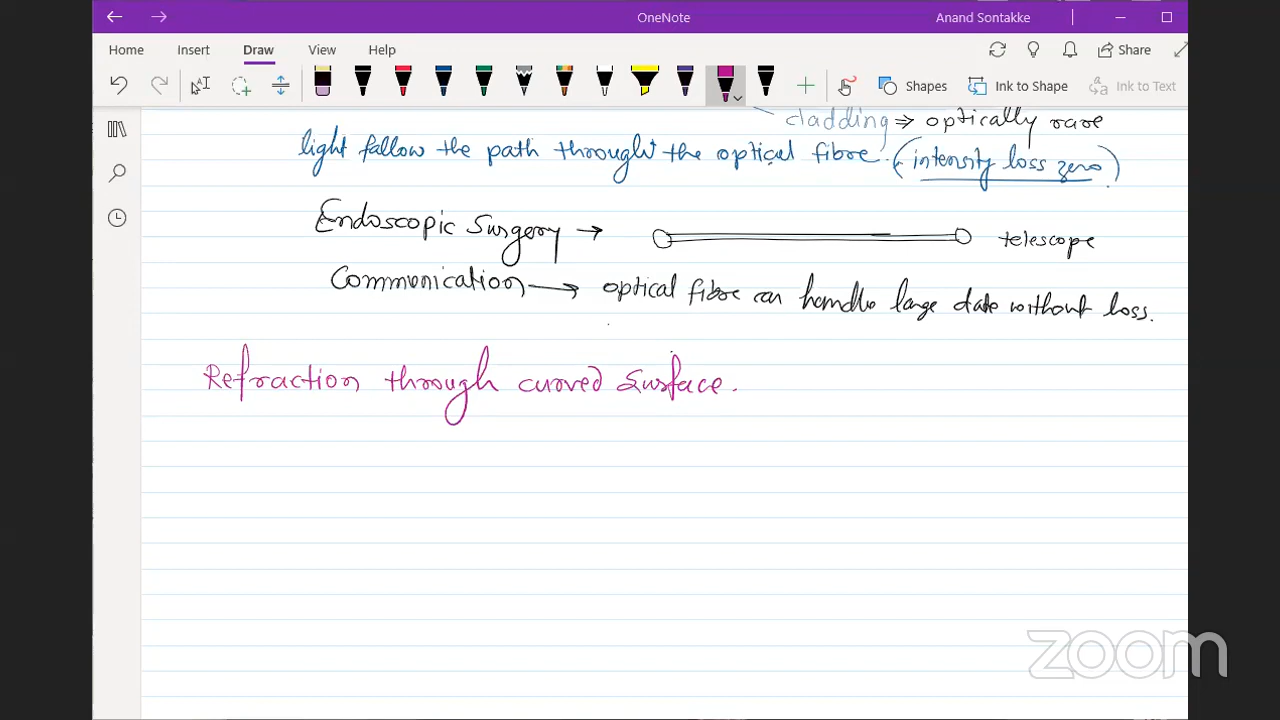 OneNote
Anand Sontakke
Home Insert Draw View Help
Share
Shapes
Ink to Shape
Ink to Text
cladding ⇒ optically rare
light follow the path throught the optical fibre. (intensity loss zero)
Endoscopic Surgery → telescope
Communication → optical fibre can handle large data without loss.
Refraction through curved Surface.
zoom